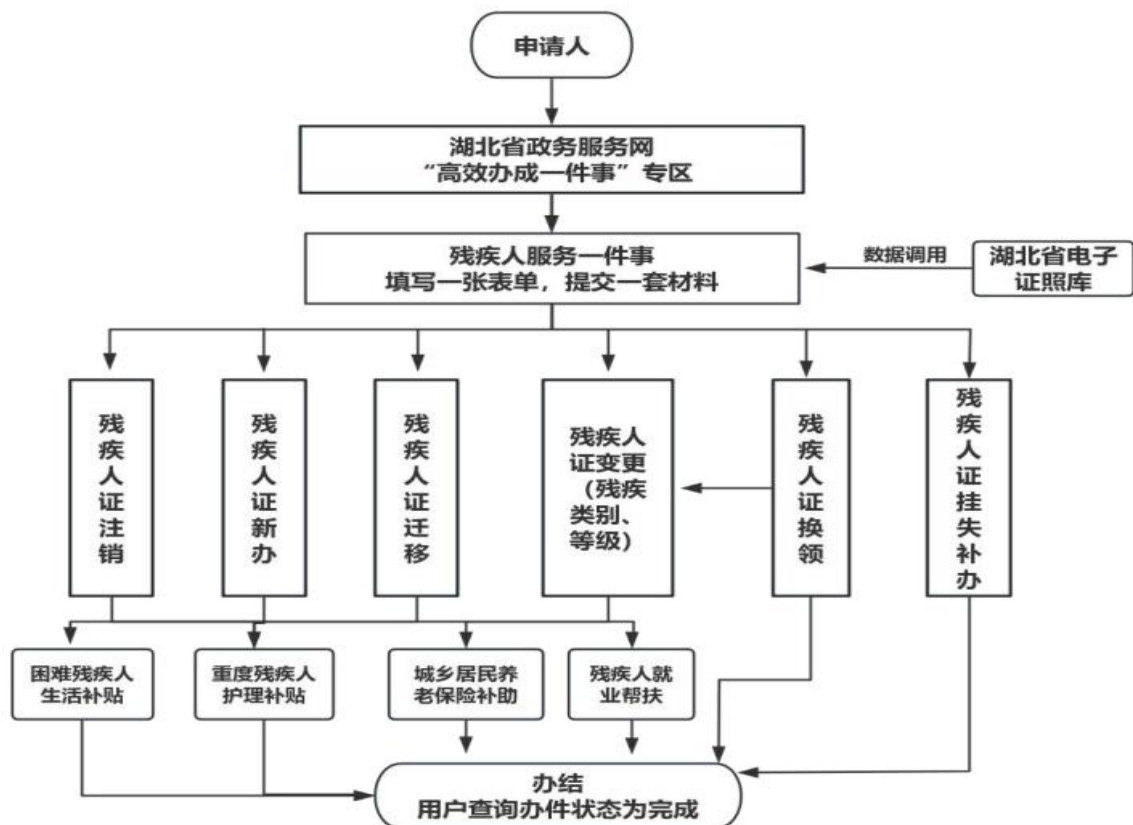 申请人
湖北省政务服务网
“高效办成一件事”专区
残疾人服务一件事
填写一张表单，提交一套材料
数据调用
湖北省电子
证照库
残疾人证注销
残疾人证新办
残疾人证迁移
残疾人
证变更
（残疾
类别、
等级）
残疾人证换领
残疾人证挂失补办
困难残疾人
生活补贴
重度残疾人
护理补贴
城乡居民养
老保险补助
残疾人就
业帮扶
办结
用户查询办件状态为完成